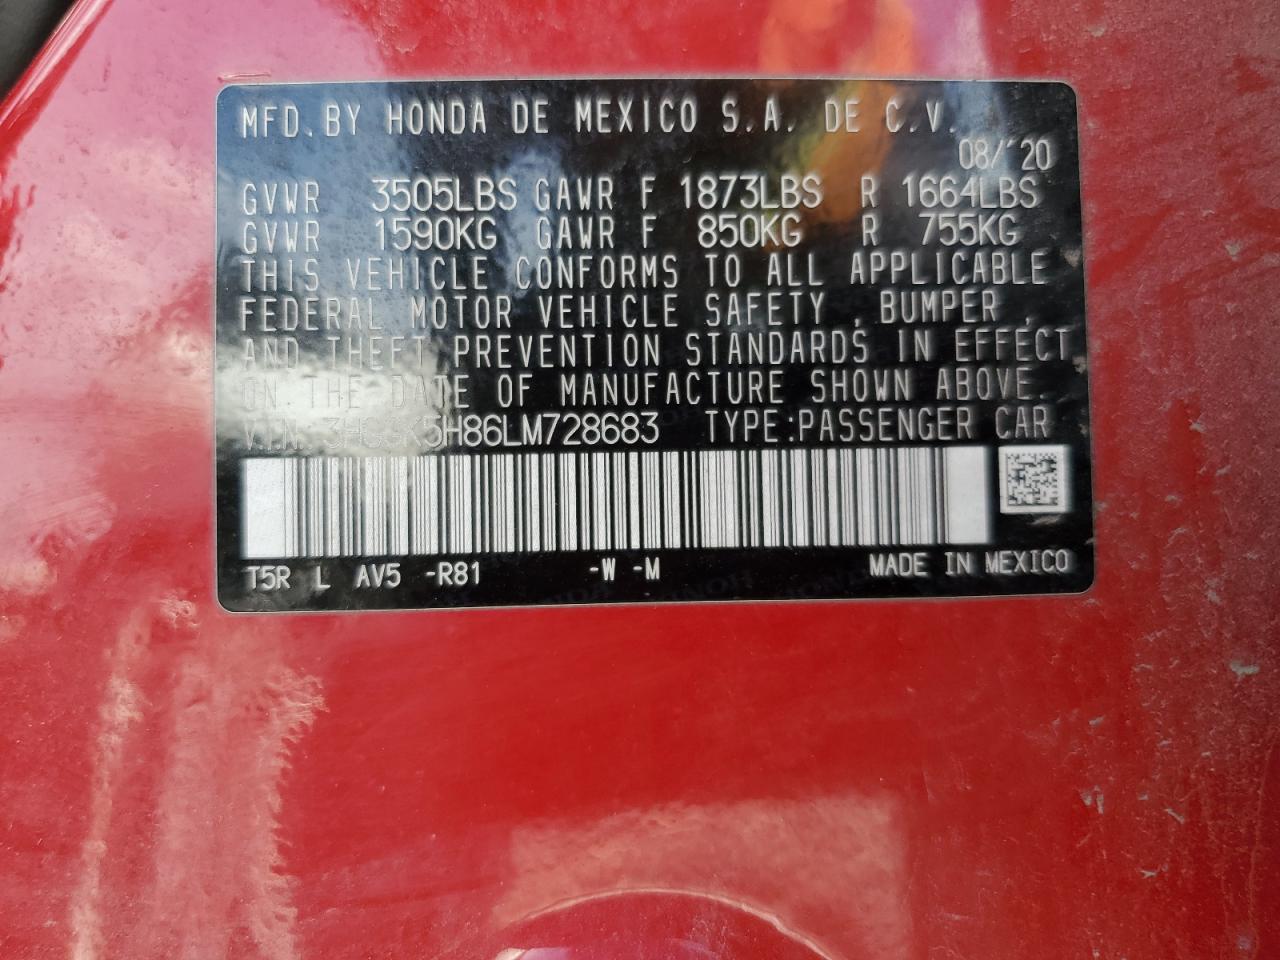 MFD. BY HONDA DE MEXICO S.A. DE C.V.
08/'20
GVWR 3505LBS GAWR F 1873LBS R 1664LBS
GVWR 1590KG GAWR F 850KG R 755KG
THIS VEHICLE CONFORMS TO ALL APPLICABLE
FEDERAL MOTOR VEHICLE SAFETY , BUMPER ,
AND THEFT PREVENTION STANDARDS IN EFFECT
ON THE DATE OF MANUFACTURE SHOWN ABOVE.
V.I.N. 3HGGK5H86LM728683 TYPE:PASSENGER CAR
T5R L AV5 -R81 -W -M MADE IN MEXICO